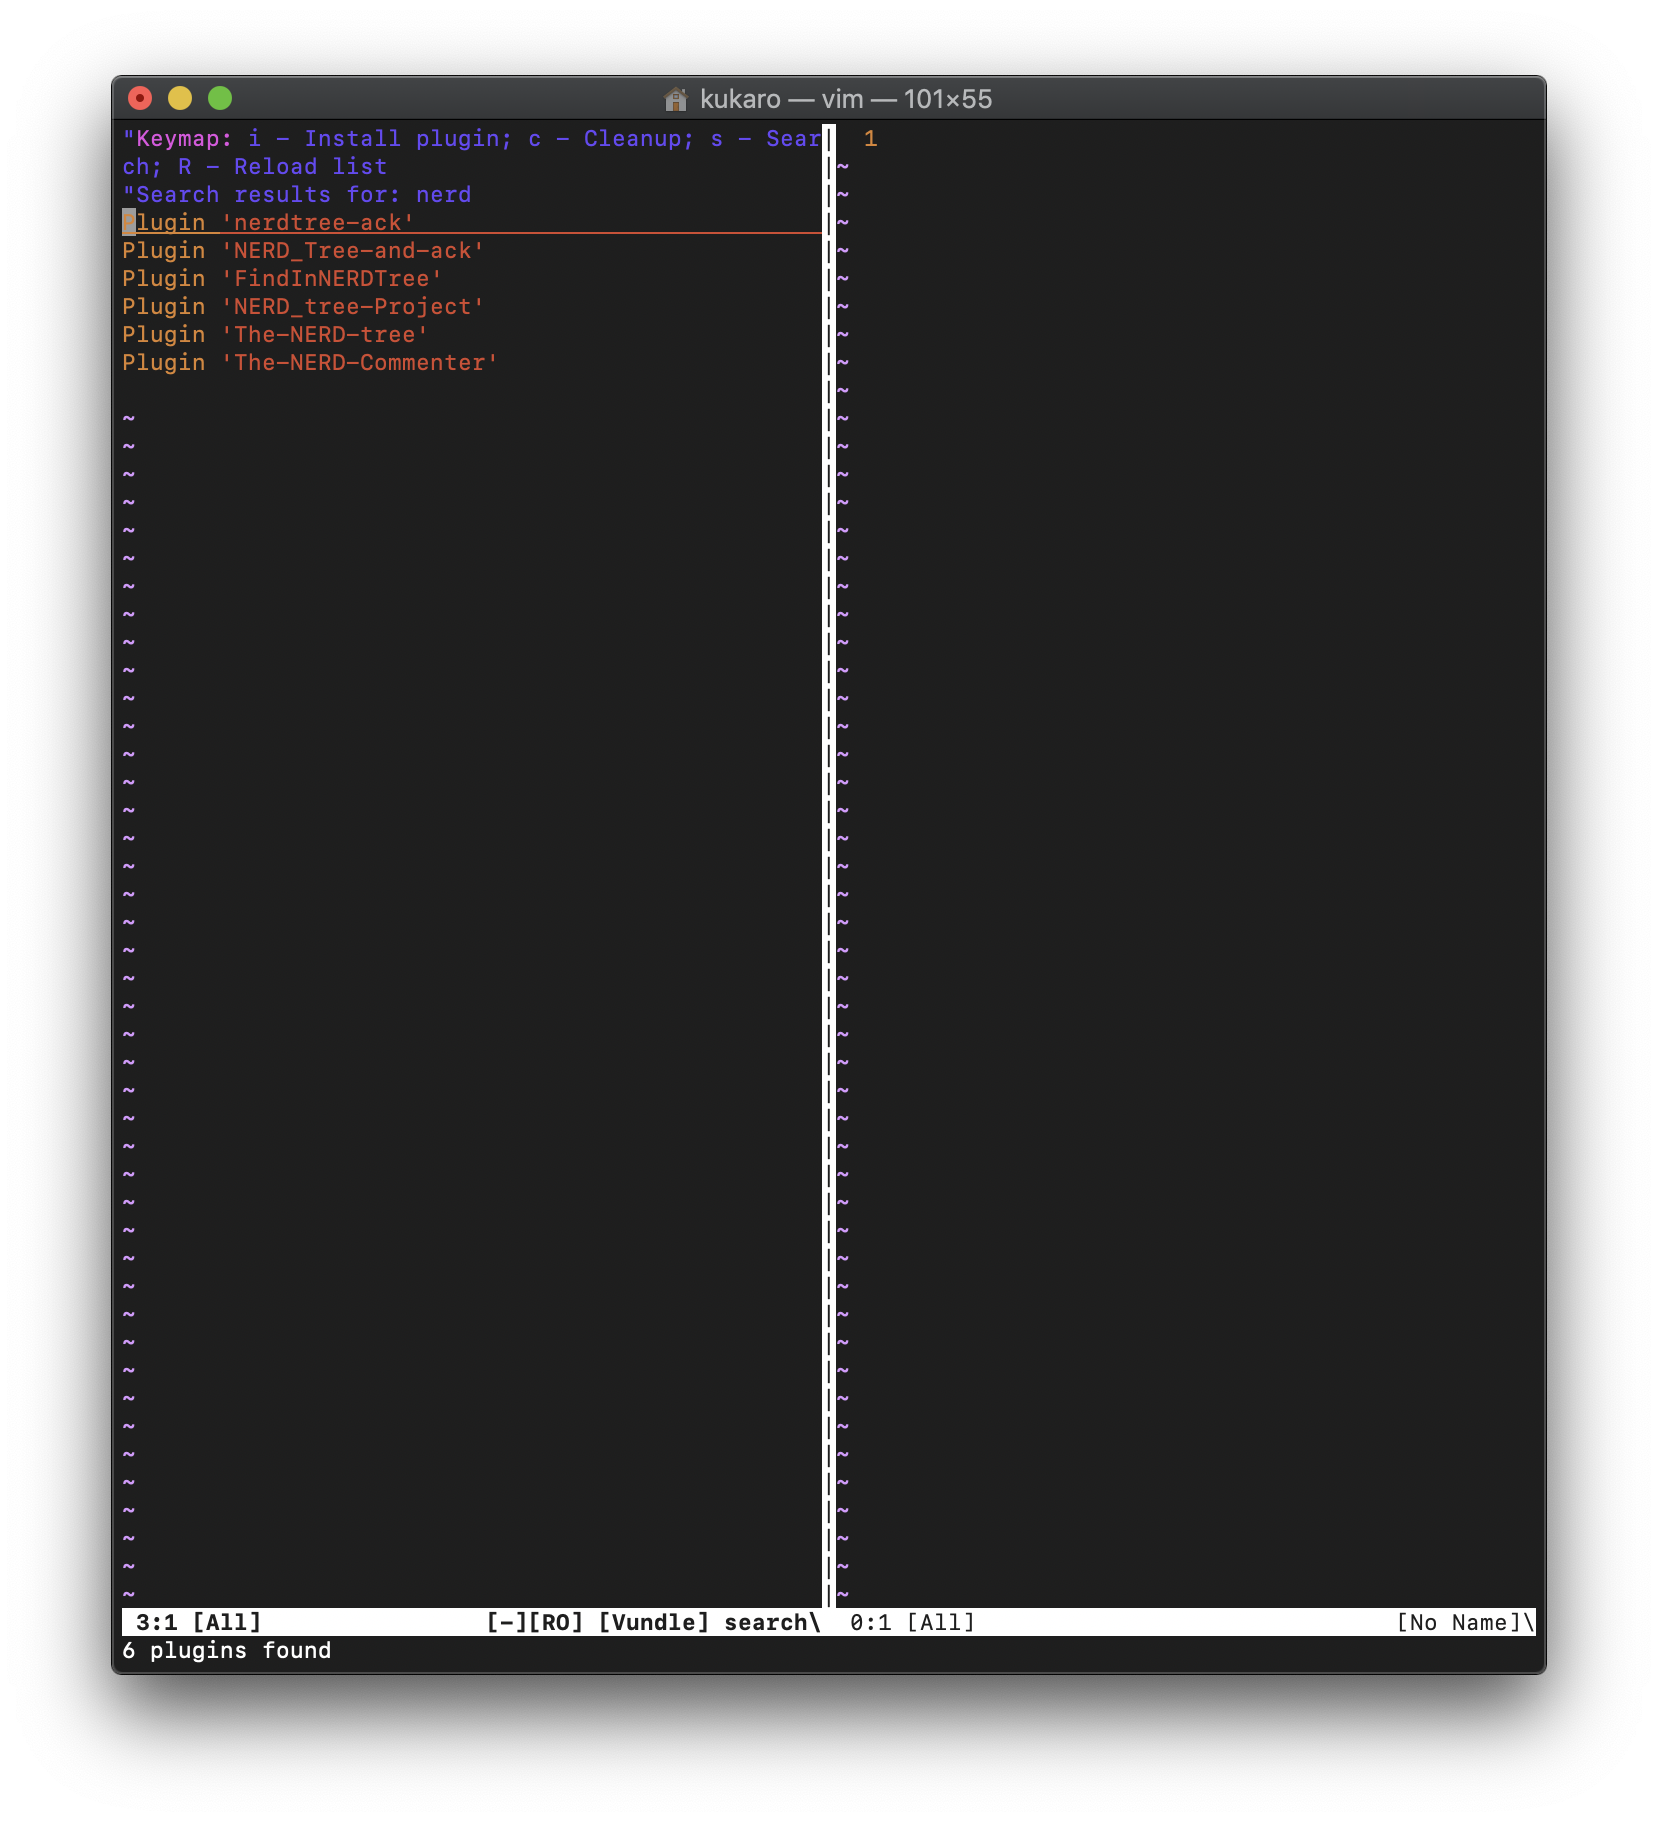 kukaro — vim — 101×55
"Keymap: i - Install plugin; c - Cleanup; s - Sear
ch; R - Reload list
"Search results for: nerd
Plugin 'nerdtree-ack'
Plugin 'NERD_Tree-and-ack'
Plugin 'FindInNERDTree'
Plugin 'NERD_tree-Project'
Plugin 'The-NERD-tree'
Plugin 'The-NERD-Commenter'
1
3:1 [All] [-][RO] [Vundle] search\ 0:1 [All] [No Name]\
6 plugins found